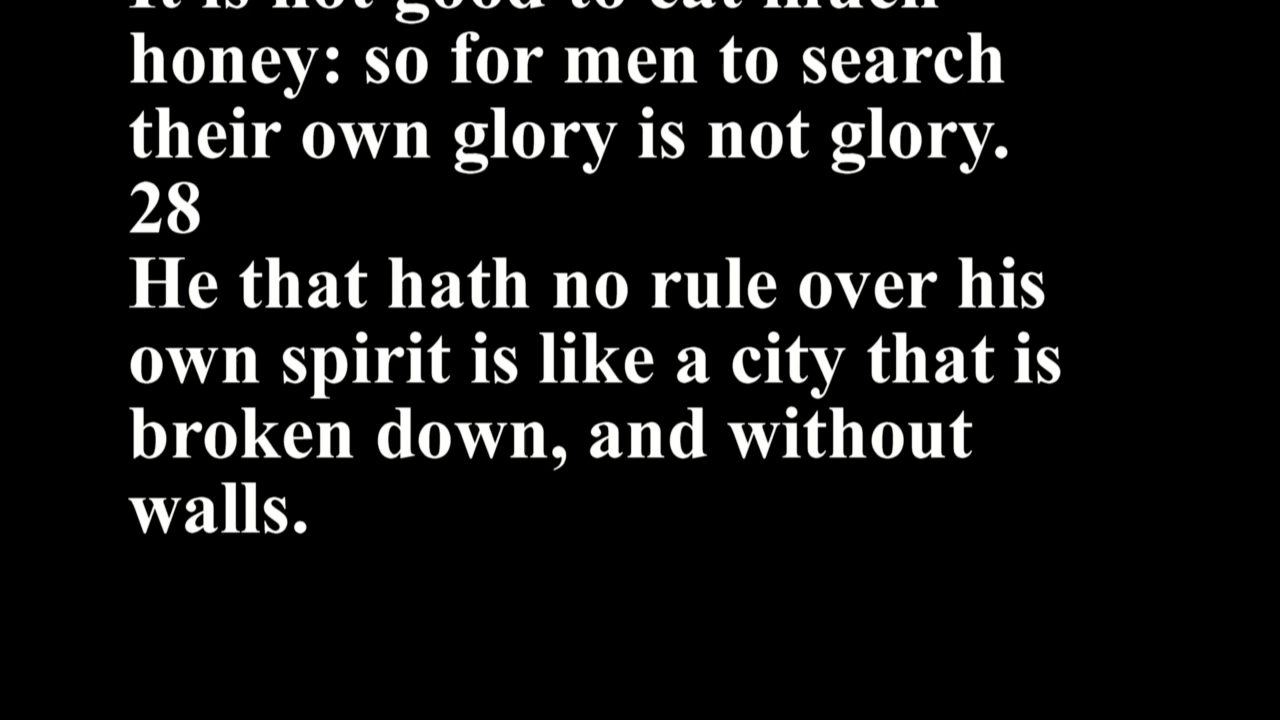 It is not good to eat much
honey: so for men to search
their own glory is not glory.
28
He that hath no rule over his
own spirit is like a city that is
broken down, and without
walls.